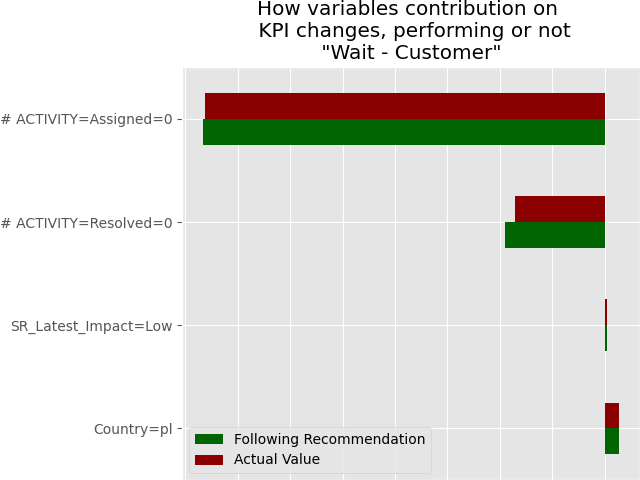 How variables contribution on
KPI changes, performing or not
"Wait - Customer"
# ACTIVITY=Assigned=0
# ACTIVITY=Resolved=0
SR_Latest_Impact=Low
Country=pl
Following Recommendation
Actual Value